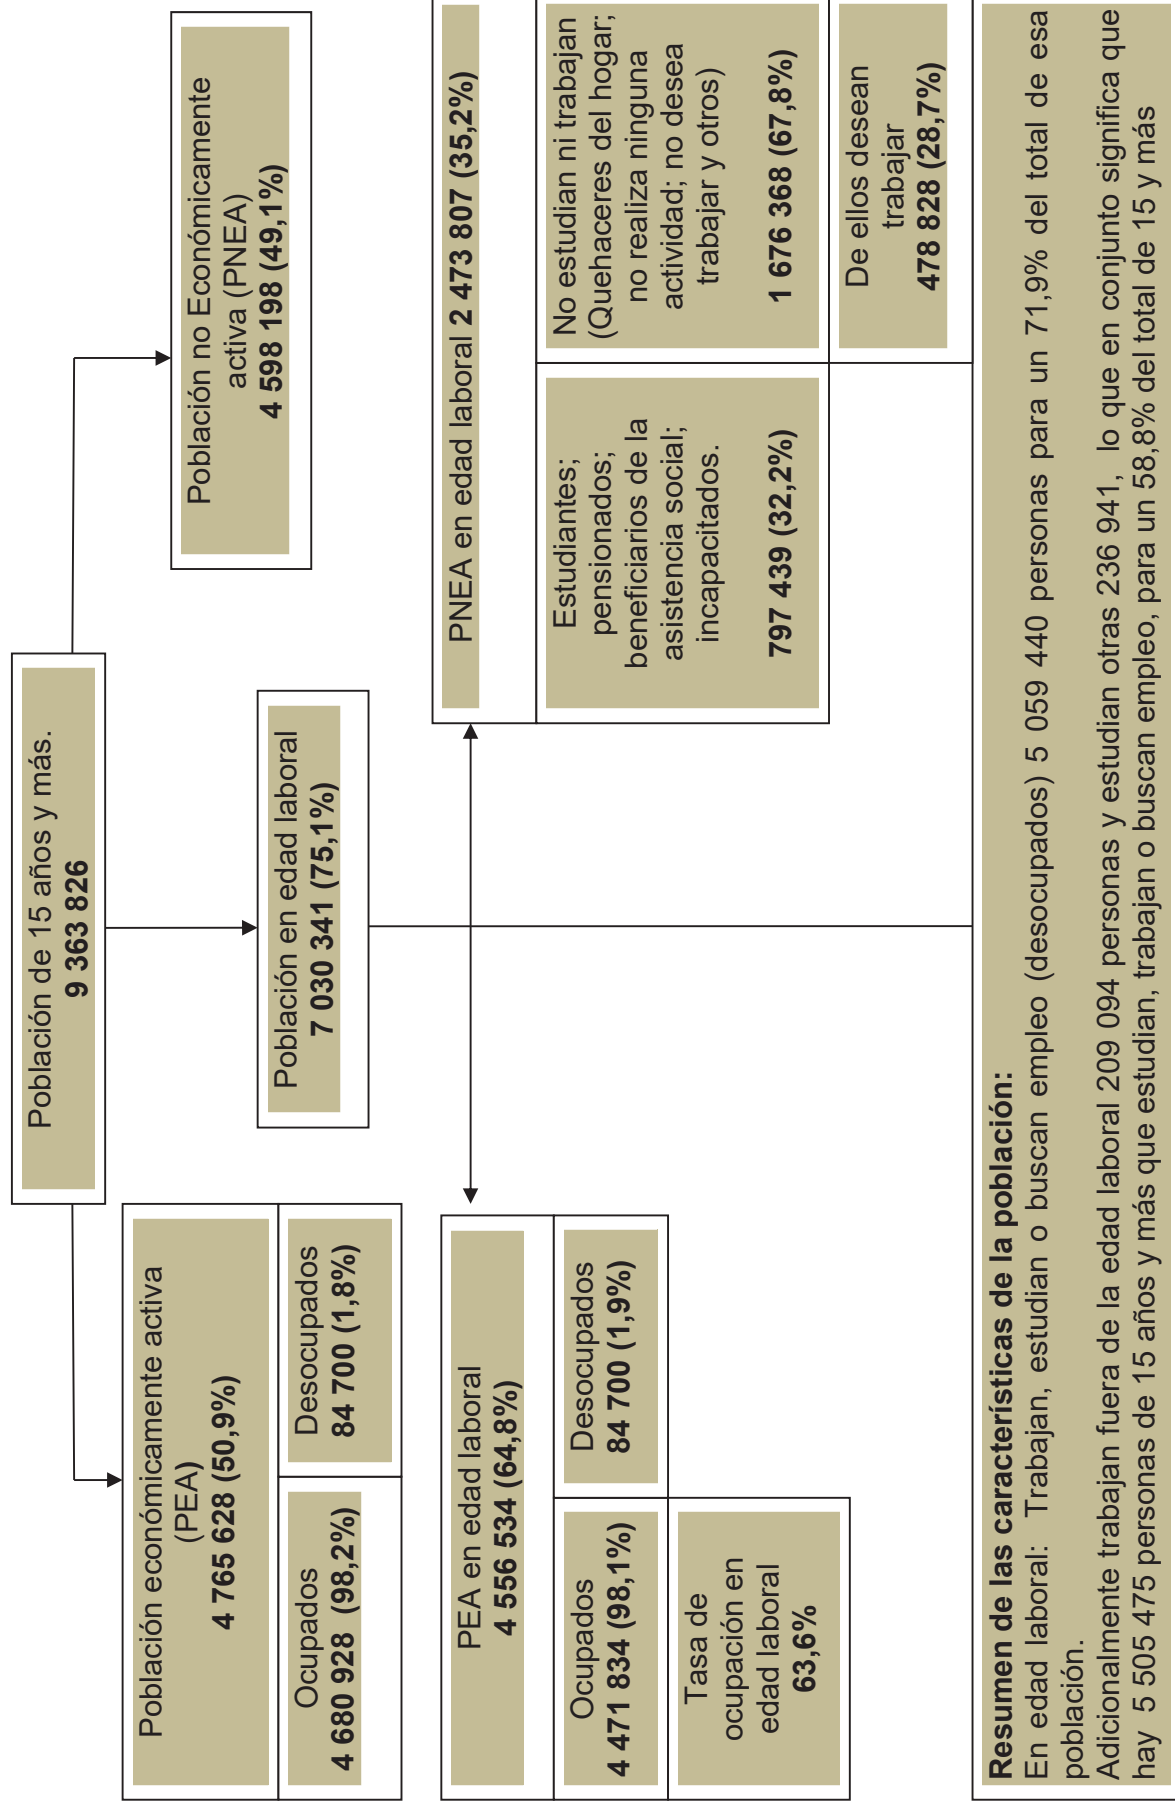 Población de 15 años y más.
9 363 826
Población económicamente activa
(PEA)
4 765 628 (50,9%)
Ocupados
4 680 928 (98,2%)
Desocupados
84 700 (1,8%)
Población no Económicamente
activa (PNEA)
4 598 198 (49,1%)
Población en edad laboral
7 030 341 (75,1%)
PEA en edad laboral
4 556 534 (64,8%)
Ocupados
4 471 834 (98,1%)
Desocupados
84 700 (1,9%)
Tasa de
ocupación en
edad laboral
63,6%
PNEA en edad laboral 2 473 807 (35,2%)
Estudiantes;
pensionados;
beneficiarios de la
asistencia social;
incapacitados.
797 439 (32,2%)
No estudian ni trabajan
(Quehaceres del hogar;
no realiza ninguna
actividad; no desea
trabajar y otros)
1 676 368 (67,8%)
De ellos desean
trabajar
478 828 (28,7%)
Resumen de las características de la población:
En edad laboral: Trabajan, estudian o buscan empleo (desocupados) 5 059 440 personas para un 71,9% del total de esa
población.
Adicionalmente trabajan fuera de la edad laboral 209 094 personas y estudian otras 236 941, lo que en conjunto significa que
hay 5 505 475 personas de 15 años y más que estudian, trabajan o buscan empleo, para un 58,8% del total de 15 y más